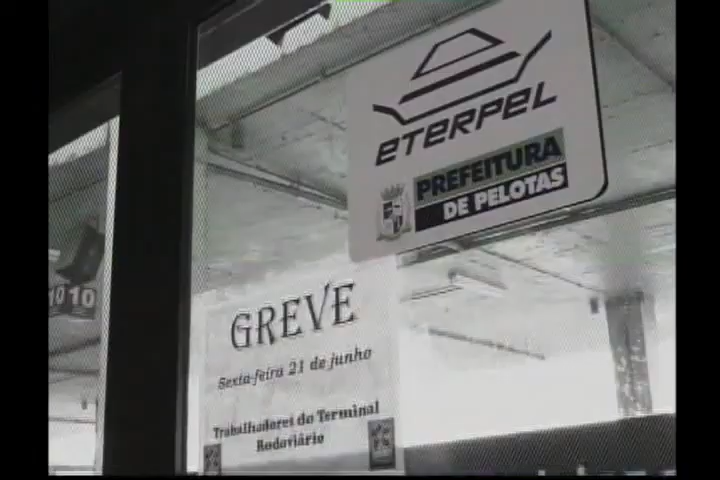 ETERPEL
PREFEITURA
DE PELOTAS
10 10
GREVE
Sexta-feira 21 de junho
Trabalhadores do Terminal
Rodoviário